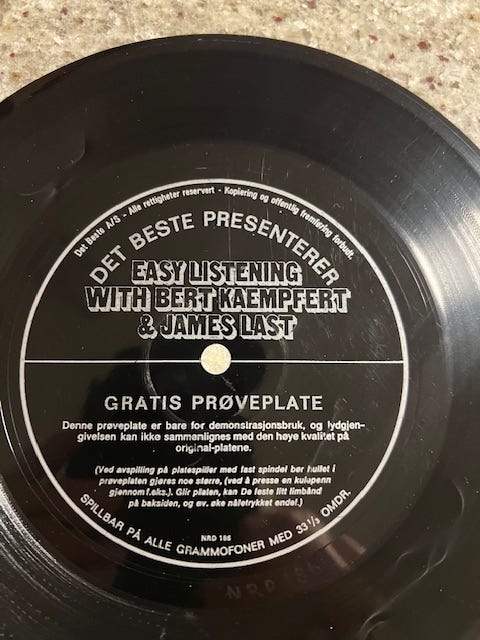 Det Beste A/S - Alle rettigheter reservert - Kopiering og offentlig fremføring forbudt.
DET BESTE PRESENTERER
EASY LISTENING
WITH BERT KAEMPFERT
& JAMES LAST
GRATIS PRØVEPLATE
Denne prøveplate er bare for demonstrasjonsbruk, og lydgjen-
givelsen kan ikke sammenlignes med den høye kvalitet på
original-platene.
(Ved avspilling på platespiller med fast spindel bør hullet i
prøveplaten gjøres noe større, (ved å presse en kulepenn
gjennom f.eks.). Glir platen, kan De feste litt limbånd
på baksiden, og ev. øke nåletrykket endel.)
NRD 186
SPILLBAR PÅ ALLE GRAMMOFONER MED 33 1/3 OMDR.
NRD